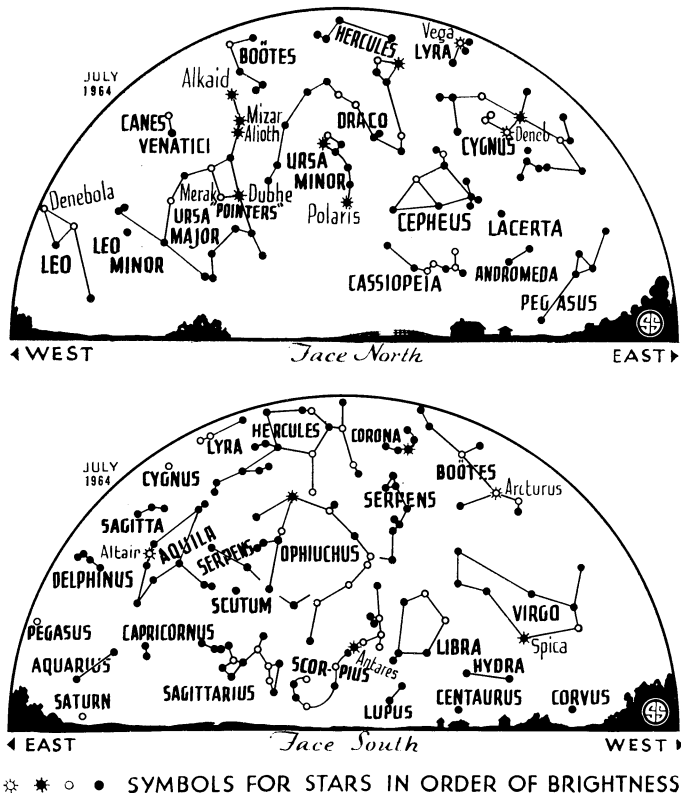 Vega
HERCULES
LYRA
BOÖTES
JULY
1964
Alkaid
CANES
VENATICI
Mizar
Alioth
DRACO
CYGNUS
Deneb
URSA
MINOR
Denebola
Merak
Dubhe
"POINTERS"
URSA
MAJOR
Polaris
CEPHEUS
LACERTA
LEO
LEO
MINOR
CASSIOPEIA
ANDROMEDA
PEGASUS
WEST
Face North
EAST
HERCULES
CORONA
LYRA
BOÖTES
JULY
1964
CYGNUS
Arcturus
SERPENS
SAGITTA
Altair
AQUILA
SERPENS
OPHIUCHUS
DELPHINUS
SCUTUM
VIRGO
PEGASUS
CAPRICORNUS
Spica
LIBRA
AQUARIUS
SCORPIUS
Antares
HYDRA
SAGITTARIUS
SATURN
LUPUS
CENTAURUS
CORVUS
EAST
Face South
WEST
SYMBOLS FOR STARS IN ORDER OF BRIGHTNESS